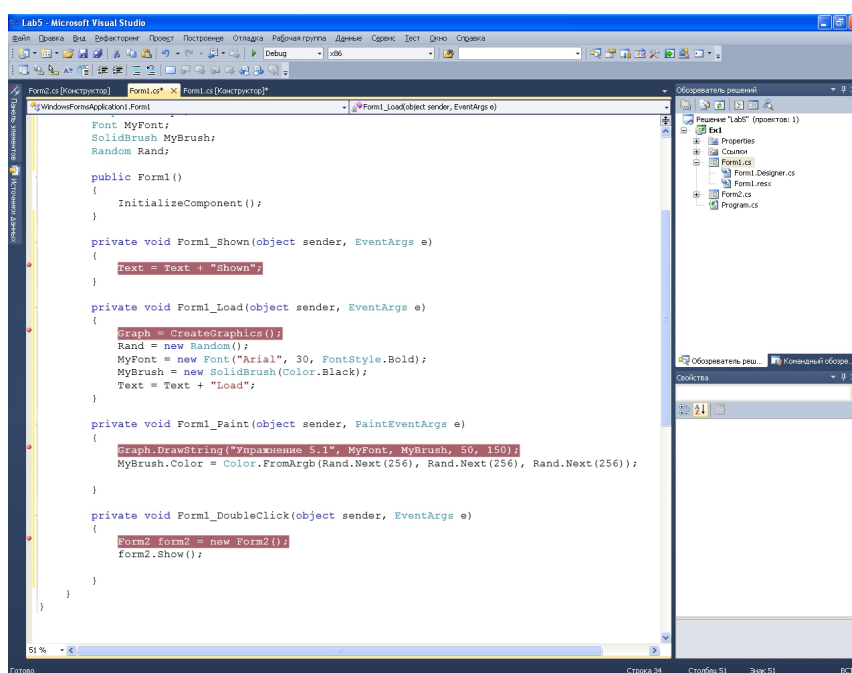 Lab5 - Microsoft Visual Studio
Файл Правка Вид Рефакторинг Проект Построение Отладка Рабочая группа Данные Сервис Тест Окно Справка
Debug x86
Form2.cs [Конструктор] Form1.cs* Form1.cs [Конструктор]*
WindowsFormsApplication1.Form1 Form1_Load(object sender, EventArgs e)
Панель элементов
Источники данных
Font MyFont;
SolidBrush MyBrush;
Random Rand;
public Form1()
{
InitializeComponent();
}
private void Form1_Shown(object sender, EventArgs e)
{
Text = Text + "Shown";
}
private void Form1_Load(object sender, EventArgs e)
{
Graph = CreateGraphics();
Rand = new Random();
MyFont = new Font("Arial", 30, FontStyle.Bold);
MyBrush = new SolidBrush(Color.Black);
Text = Text + "Load";
}
private void Form1_Paint(object sender, PaintEventArgs e)
{
Graph.DrawString("Упражнение 5.1", MyFont, MyBrush, 50, 150);
MyBrush.Color = Color.FromArgb(Rand.Next(256), Rand.Next(256), Rand.Next(256));
}
private void Form1_DoubleClick(object sender, EventArgs e)
{
Form2 form2 = new Form2();
form2.Show();
}
}
}
51 %
Обозреватель решений
Решение "Lab5" (проектов: 1)
Ex1
Properties
Ссылки
Form1.cs
Form1.Designer.cs
Form1.resx
Form2.cs
Program.cs
Обозреватель реш... Командный обозре...
Свойства
Готово Строка 34 Столбец 51 Знак 51 ВСТ